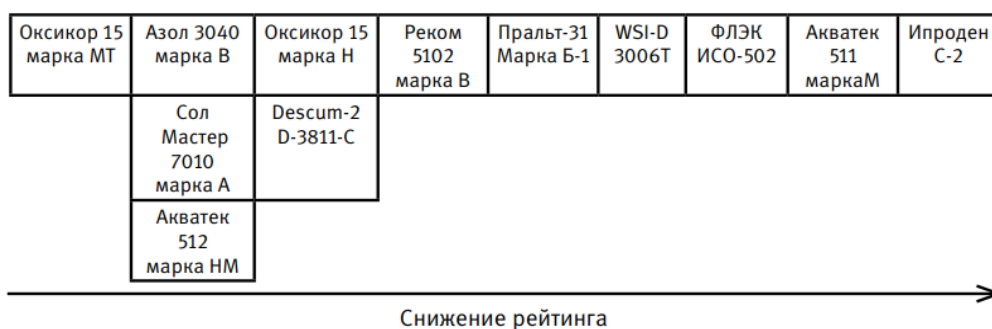 Оксикор 15
марка МТ
Азол 3040
марка В
Оксикор 15
марка Н
Реком
5102
марка В
Пральт-31
Марка Б-1
WSI-D
3006T
ФЛЭК
ИСО-502
Акватек
511
маркаМ
Ипроден
С-2
Сол
Мастер
7010
марка А
Descum-2
D-3811-C
Акватек
512
марка НМ
Снижение рейтинга